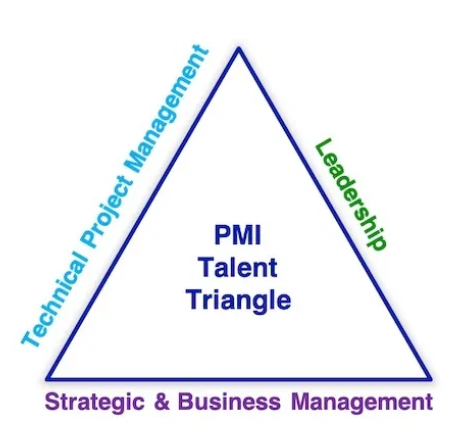 Technical Project Management
Leadership
PMI
Talent
Triangle
Strategic & Business Management